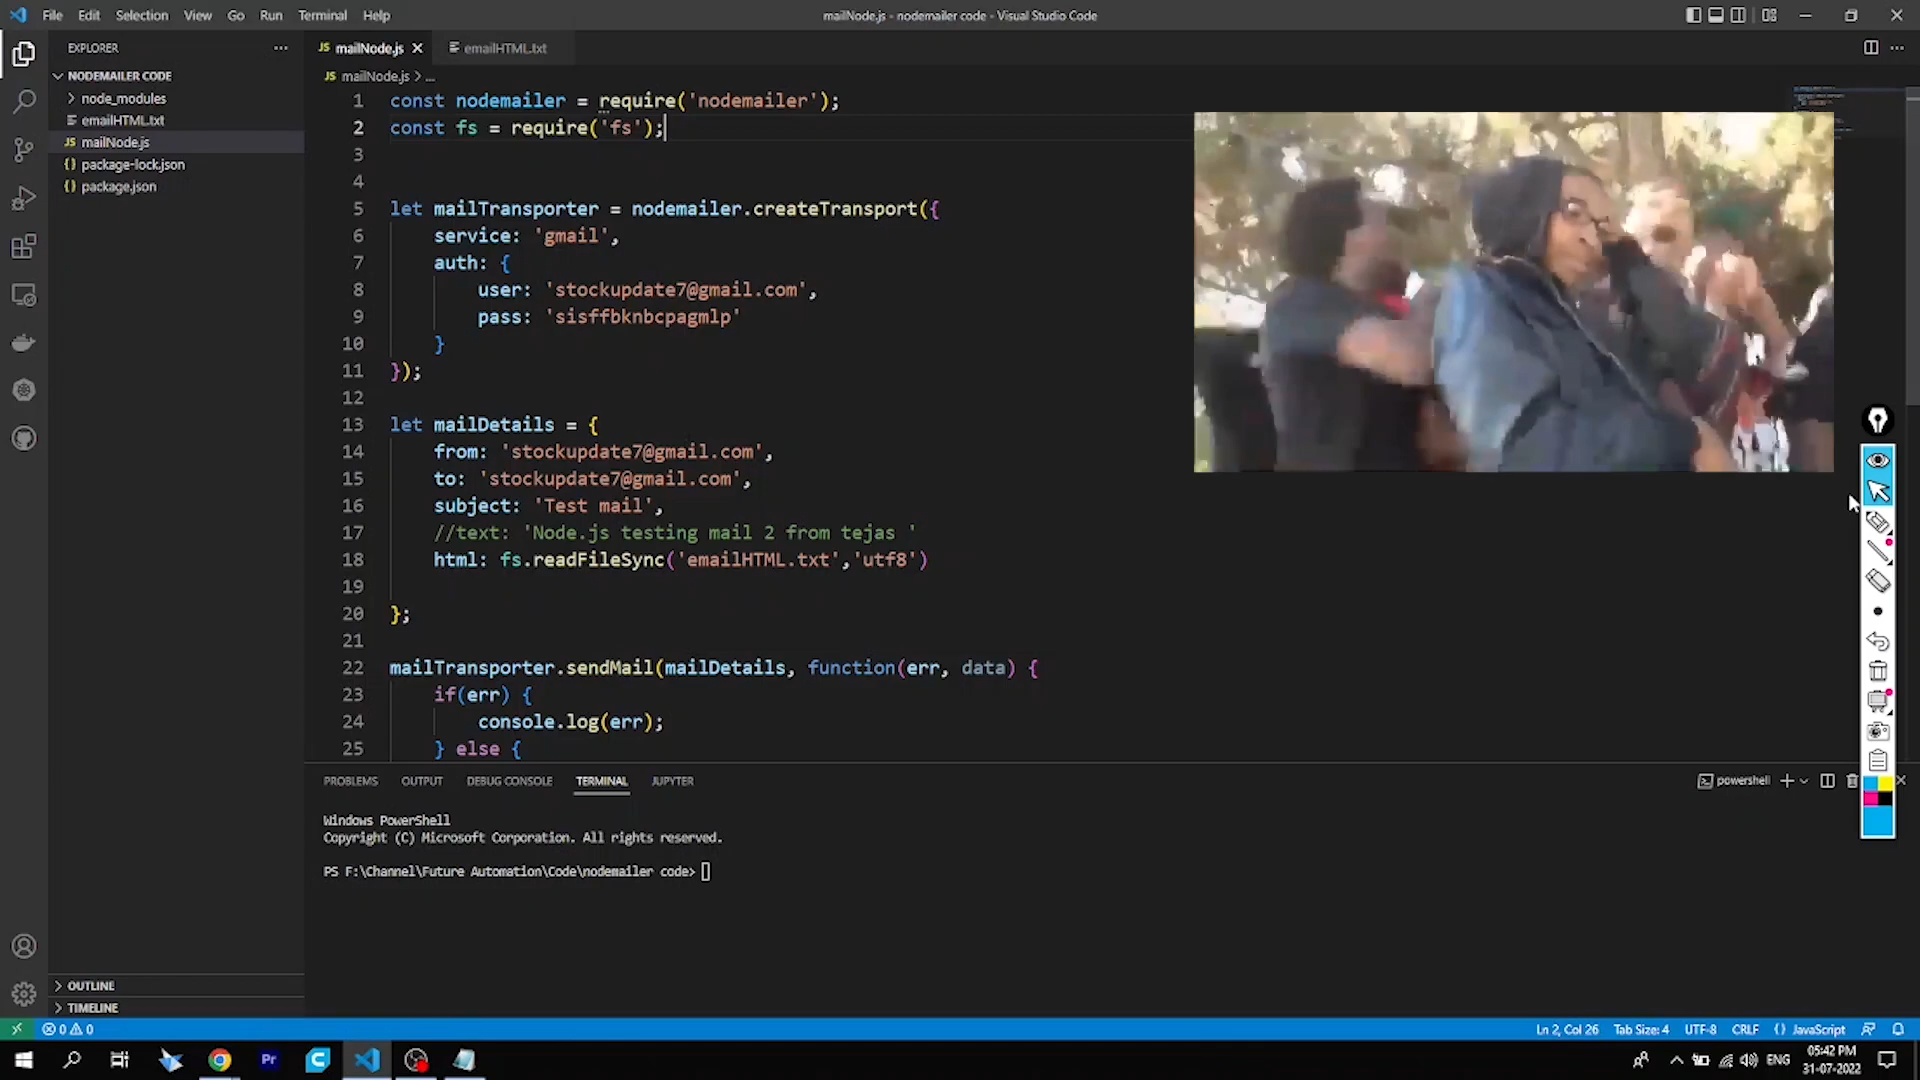 File Edit Selection View Go Run Terminal Help
mailNode.js - nodemailer code - Visual Studio Code
EXPLORER
NODEMAILER CODE
node_modules
emailHTML.txt
JS mailNode.js
{} package-lock.json
{} package.json
OUTLINE
TIMELINE
JS mailNode.js
emailHTML.txt
JS mailNode.js > ...
1 const nodemailer = require('nodemailer');
2 const fs = require('fs');
3
4
5 let mailTransporter = nodemailer.createTransport({
6 service: 'gmail',
7 auth: {
8 user: 'stockupdate7@gmail.com',
9 pass: 'sisffbknbcpagmlp'
10 }
11 });
12
13 let mailDetails = {
14 from: 'stockupdate7@gmail.com',
15 to: 'stockupdate7@gmail.com',
16 subject: 'Test mail',
17 //text: 'Node.js testing mail 2 from tejas '
18 html: fs.readFileSync('emailHTML.txt','utf8')
19
20 };
21
22 mailTransporter.sendMail(mailDetails, function(err, data) {
23 if(err) {
24 console.log(err);
25 } else {
PROBLEMS OUTPUT DEBUG CONSOLE TERMINAL JUPYTER
powershell
Windows PowerShell
Copyright (C) Microsoft Corporation. All rights reserved.
PS F:\Channel\Future Automation\Code\nodemailer code>
0 0
Ln 2, Col 26 Tab Size: 4 UTF-8 CRLF {} JavaScript
Pr
ENG
05:42 PM
31-07-2022